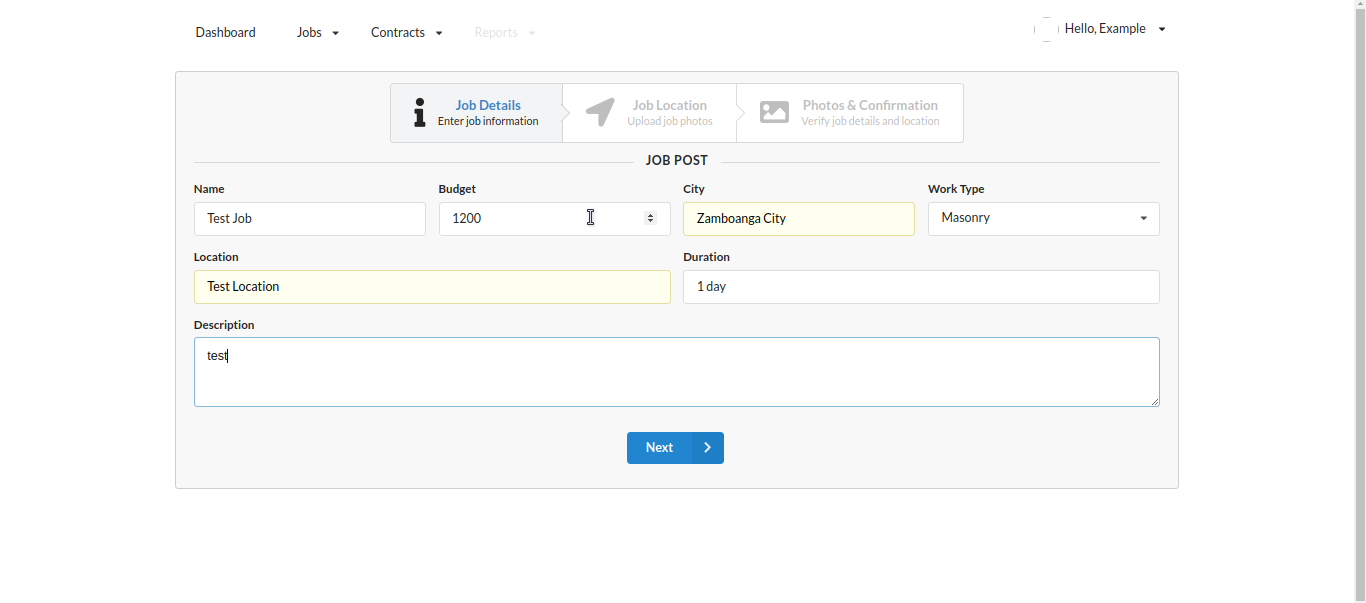 Dashboard Jobs Contracts Reports Hello, Example
Job Details Job Location Photos & Confirmation
Enter job information Upload job photos Verify job details and location
JOB POST
Name Budget City Work Type
Test Job 1200 Zamboanga City Masonry
Location Duration
Test Location 1 day
Description
test
Next